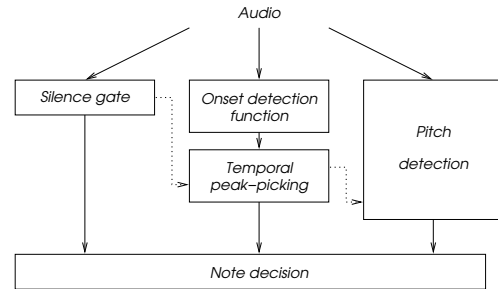 Audio
Silence gate
Onset detection
function
Temporal
peak–picking
Pitch
detection
Note decision